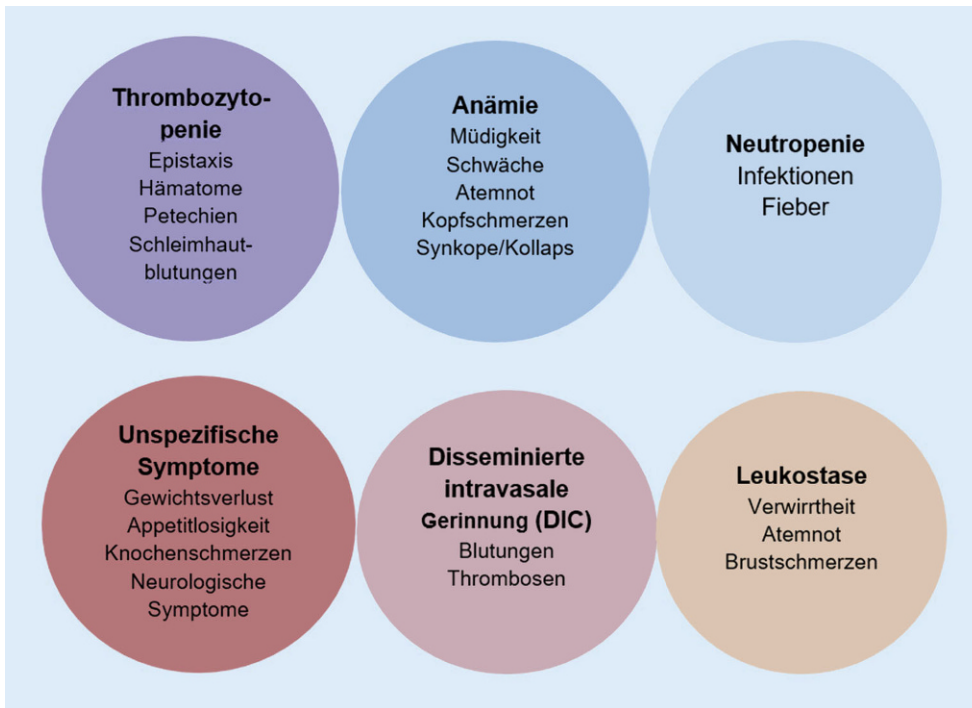 Thrombozyto-
penie
Epistaxis
Hämatome
Petechien
Schleimhaut-
blutungen
Anämie
Müdigkeit
Schwäche
Atemnot
Kopfschmerzen
Synkope/Kollaps
Neutropenie
Infektionen
Fieber
Unspezifische
Symptome
Gewichtsverlust
Appetitlosigkeit
Knochenschmerzen
Neurologische
Symptome
Disseminierte
intravasale
Gerinnung (DIC)
Blutungen
Thrombosen
Leukostase
Verwirrtheit
Atemnot
Brustschmerzen